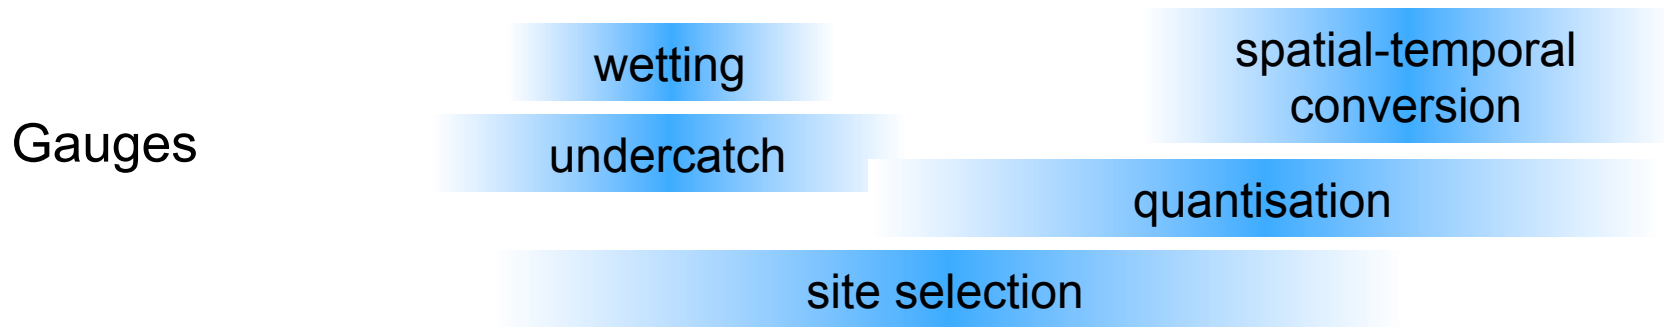 wetting
spatial-temporal
conversion
Gauges
undercatch
quantisation
site selection